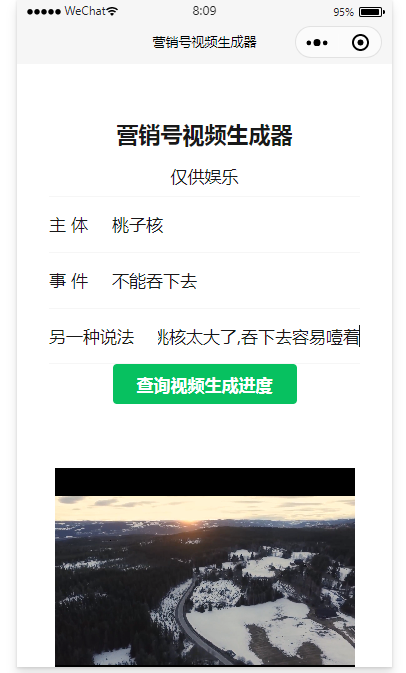 WeChat 8:09 95%
营销号视频生成器
营销号视频生成器
仅供娱乐
主 体 桃子核
事 件 不能吞下去
另一种说法 核太大了,吞下去容易噎着
查询视频生成进度